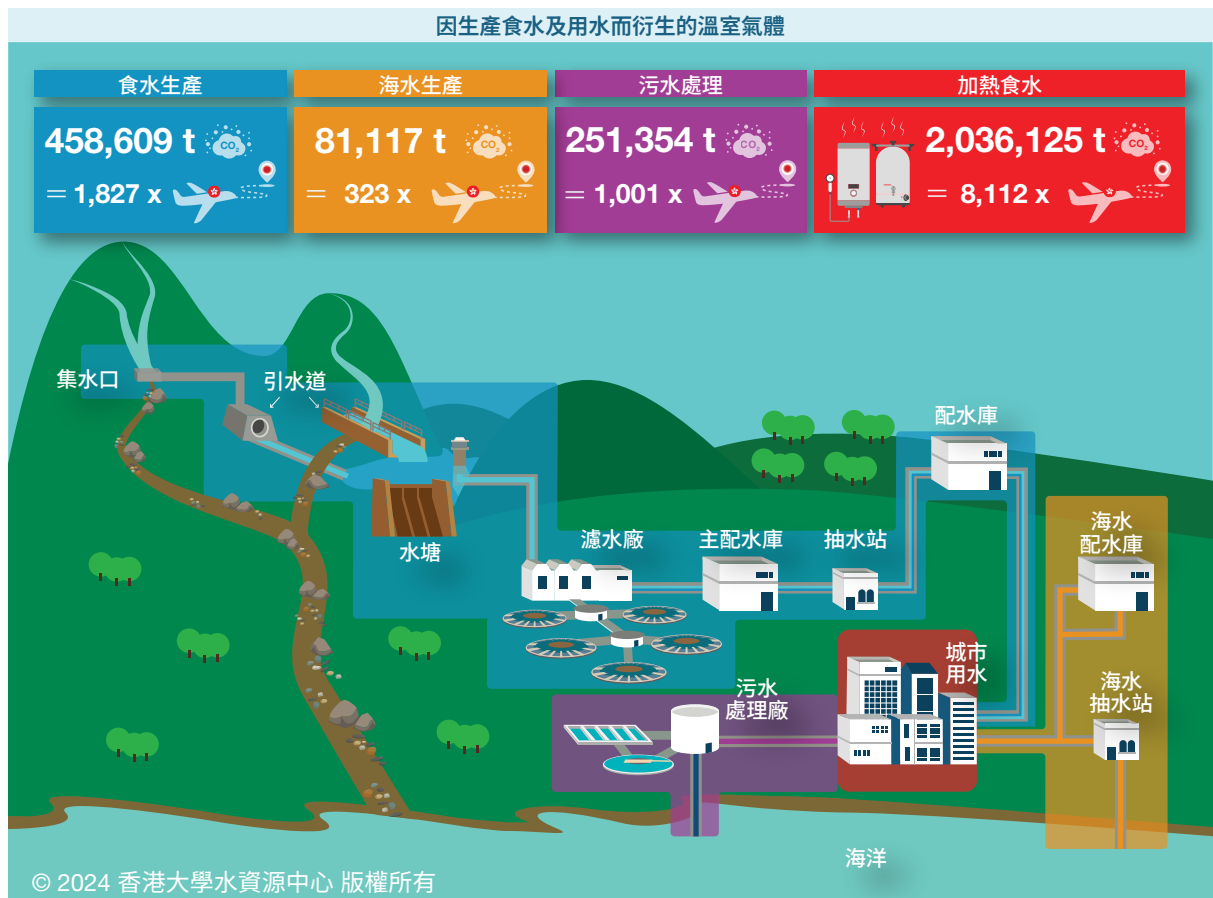 因生產食水及用水而衍生的溫室氣體
食水生產
458,609 t
CO₂
= 1,827 x
海水生產
81,117 t
CO₂
= 323 x
污水處理
251,354 t
CO₂
= 1,001 x
加熱食水
2,036,125 t
CO₂
= 8,112 x
集水口
引水道
水塘
濾水廠
主配水庫
抽水站
配水庫
海水
配水庫
城市
用水
海水
抽水站
污水
處理廠
海洋
© 2024 香港大學水資源中心 版權所有